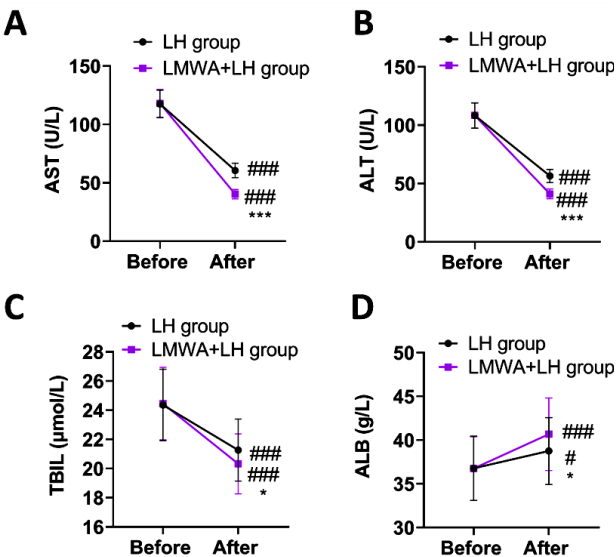 A
LH group
LMWA+LH group
AST (U/L)
150
100
50
0
###
###
***
Before After
B
LH group
LMWA+LH group
ALT (U/L)
150
100
50
0
###
###
***
Before After
C
LH group
LMWA+LH group
TBIL (μmol/L)
28
26
24
22
20
18
16
###
###
*
Before After
D
LH group
LMWA+LH group
ALB (g/L)
50
45
40
35
30
###
#
*
Before After